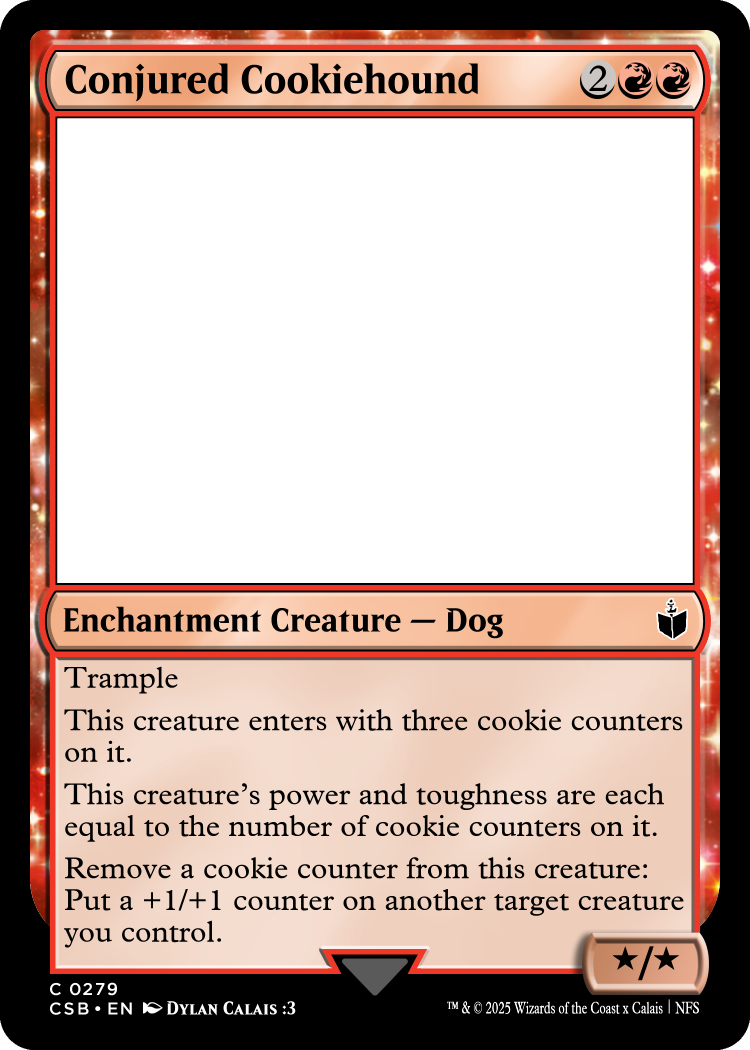 Conjured Cookiehound 2
Enchantment Creature — Dog
Trample
This creature enters with three cookie counters
on it.
This creature's power and toughness are each
equal to the number of cookie counters on it.
Remove a cookie counter from this creature:
Put a +1/+1 counter on another target creature
you control.
★/★
C 0279
CSB • EN Dylan Calais :3
™ & © 2025 Wizards of the Coast x Calais | NFS